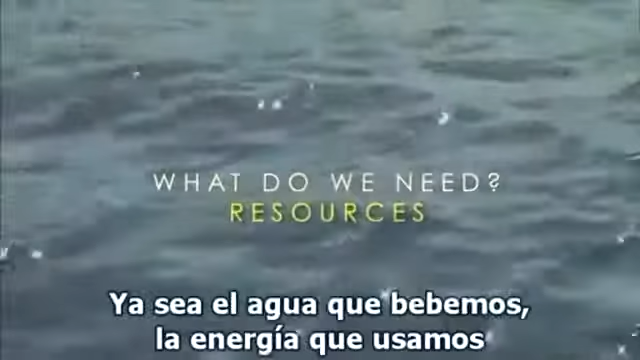 WHAT DO WE NEED?
RESOURCES
Ya sea el agua que bebemos,
la energía que usamos